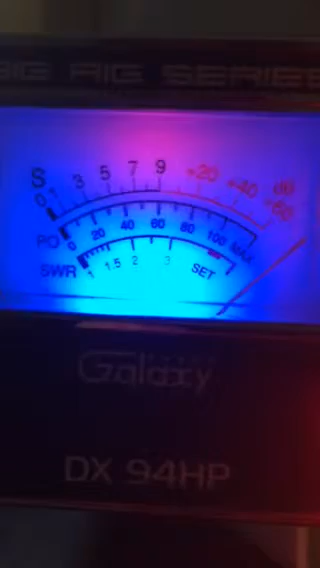 BIG RIG SERIES
S 0 1 3 5 7 9 +20 +40 +60 dB
PO 0 20 40 60 80 100 MAX
SWR 1 1.5 2 3 SET
Galaxy
DX 94HP